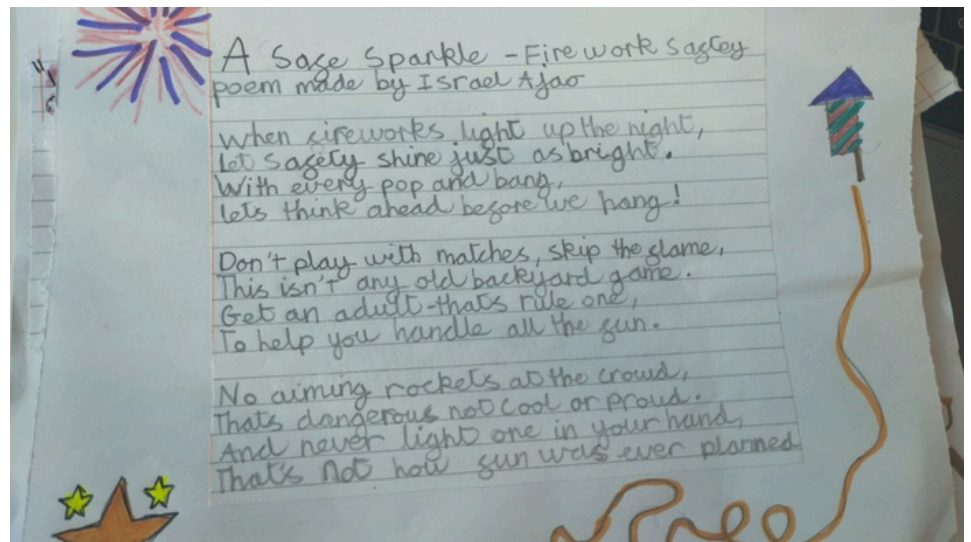 A Safe Sparkle - Firework Safety
poem made by Israel Ajao
When fireworks light up the night,
let safety shine just as bright.
With every pop and bang,
lets think ahead before we hang!
Don't play with matches, skip the flame,
This isn't any old backyard game.
Get an adult-thats rule one,
To help you handle all the fun.
No aiming rockets at the crowd,
Thats dangerous not cool or proud.
And never light one in your hand,
That's not how fun was ever planned